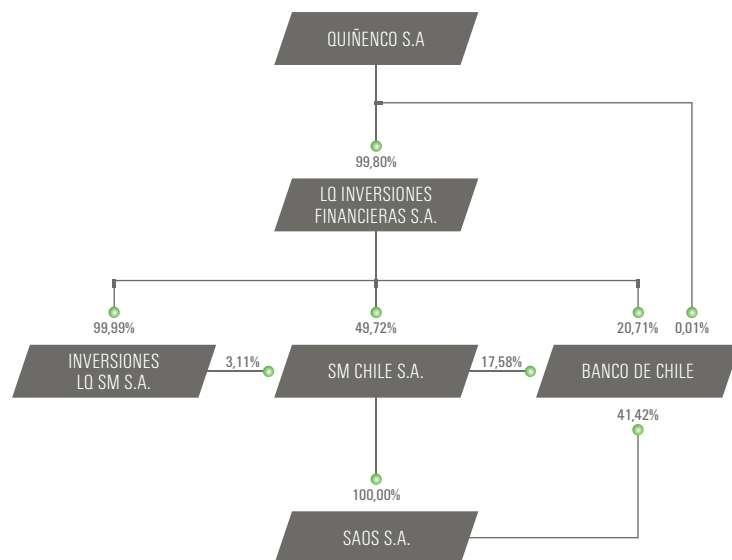 QUIÑENCO S.A
99,80%
LQ INVERSIONES
FINANCIERAS S.A.
99,99%
49,72%
20,71%
0,01%
INVERSIONES
LQ SM S.A.
3,11%
SM CHILE S.A.
17,58%
BANCO DE CHILE
41,42%
100,00%
SAOS S.A.